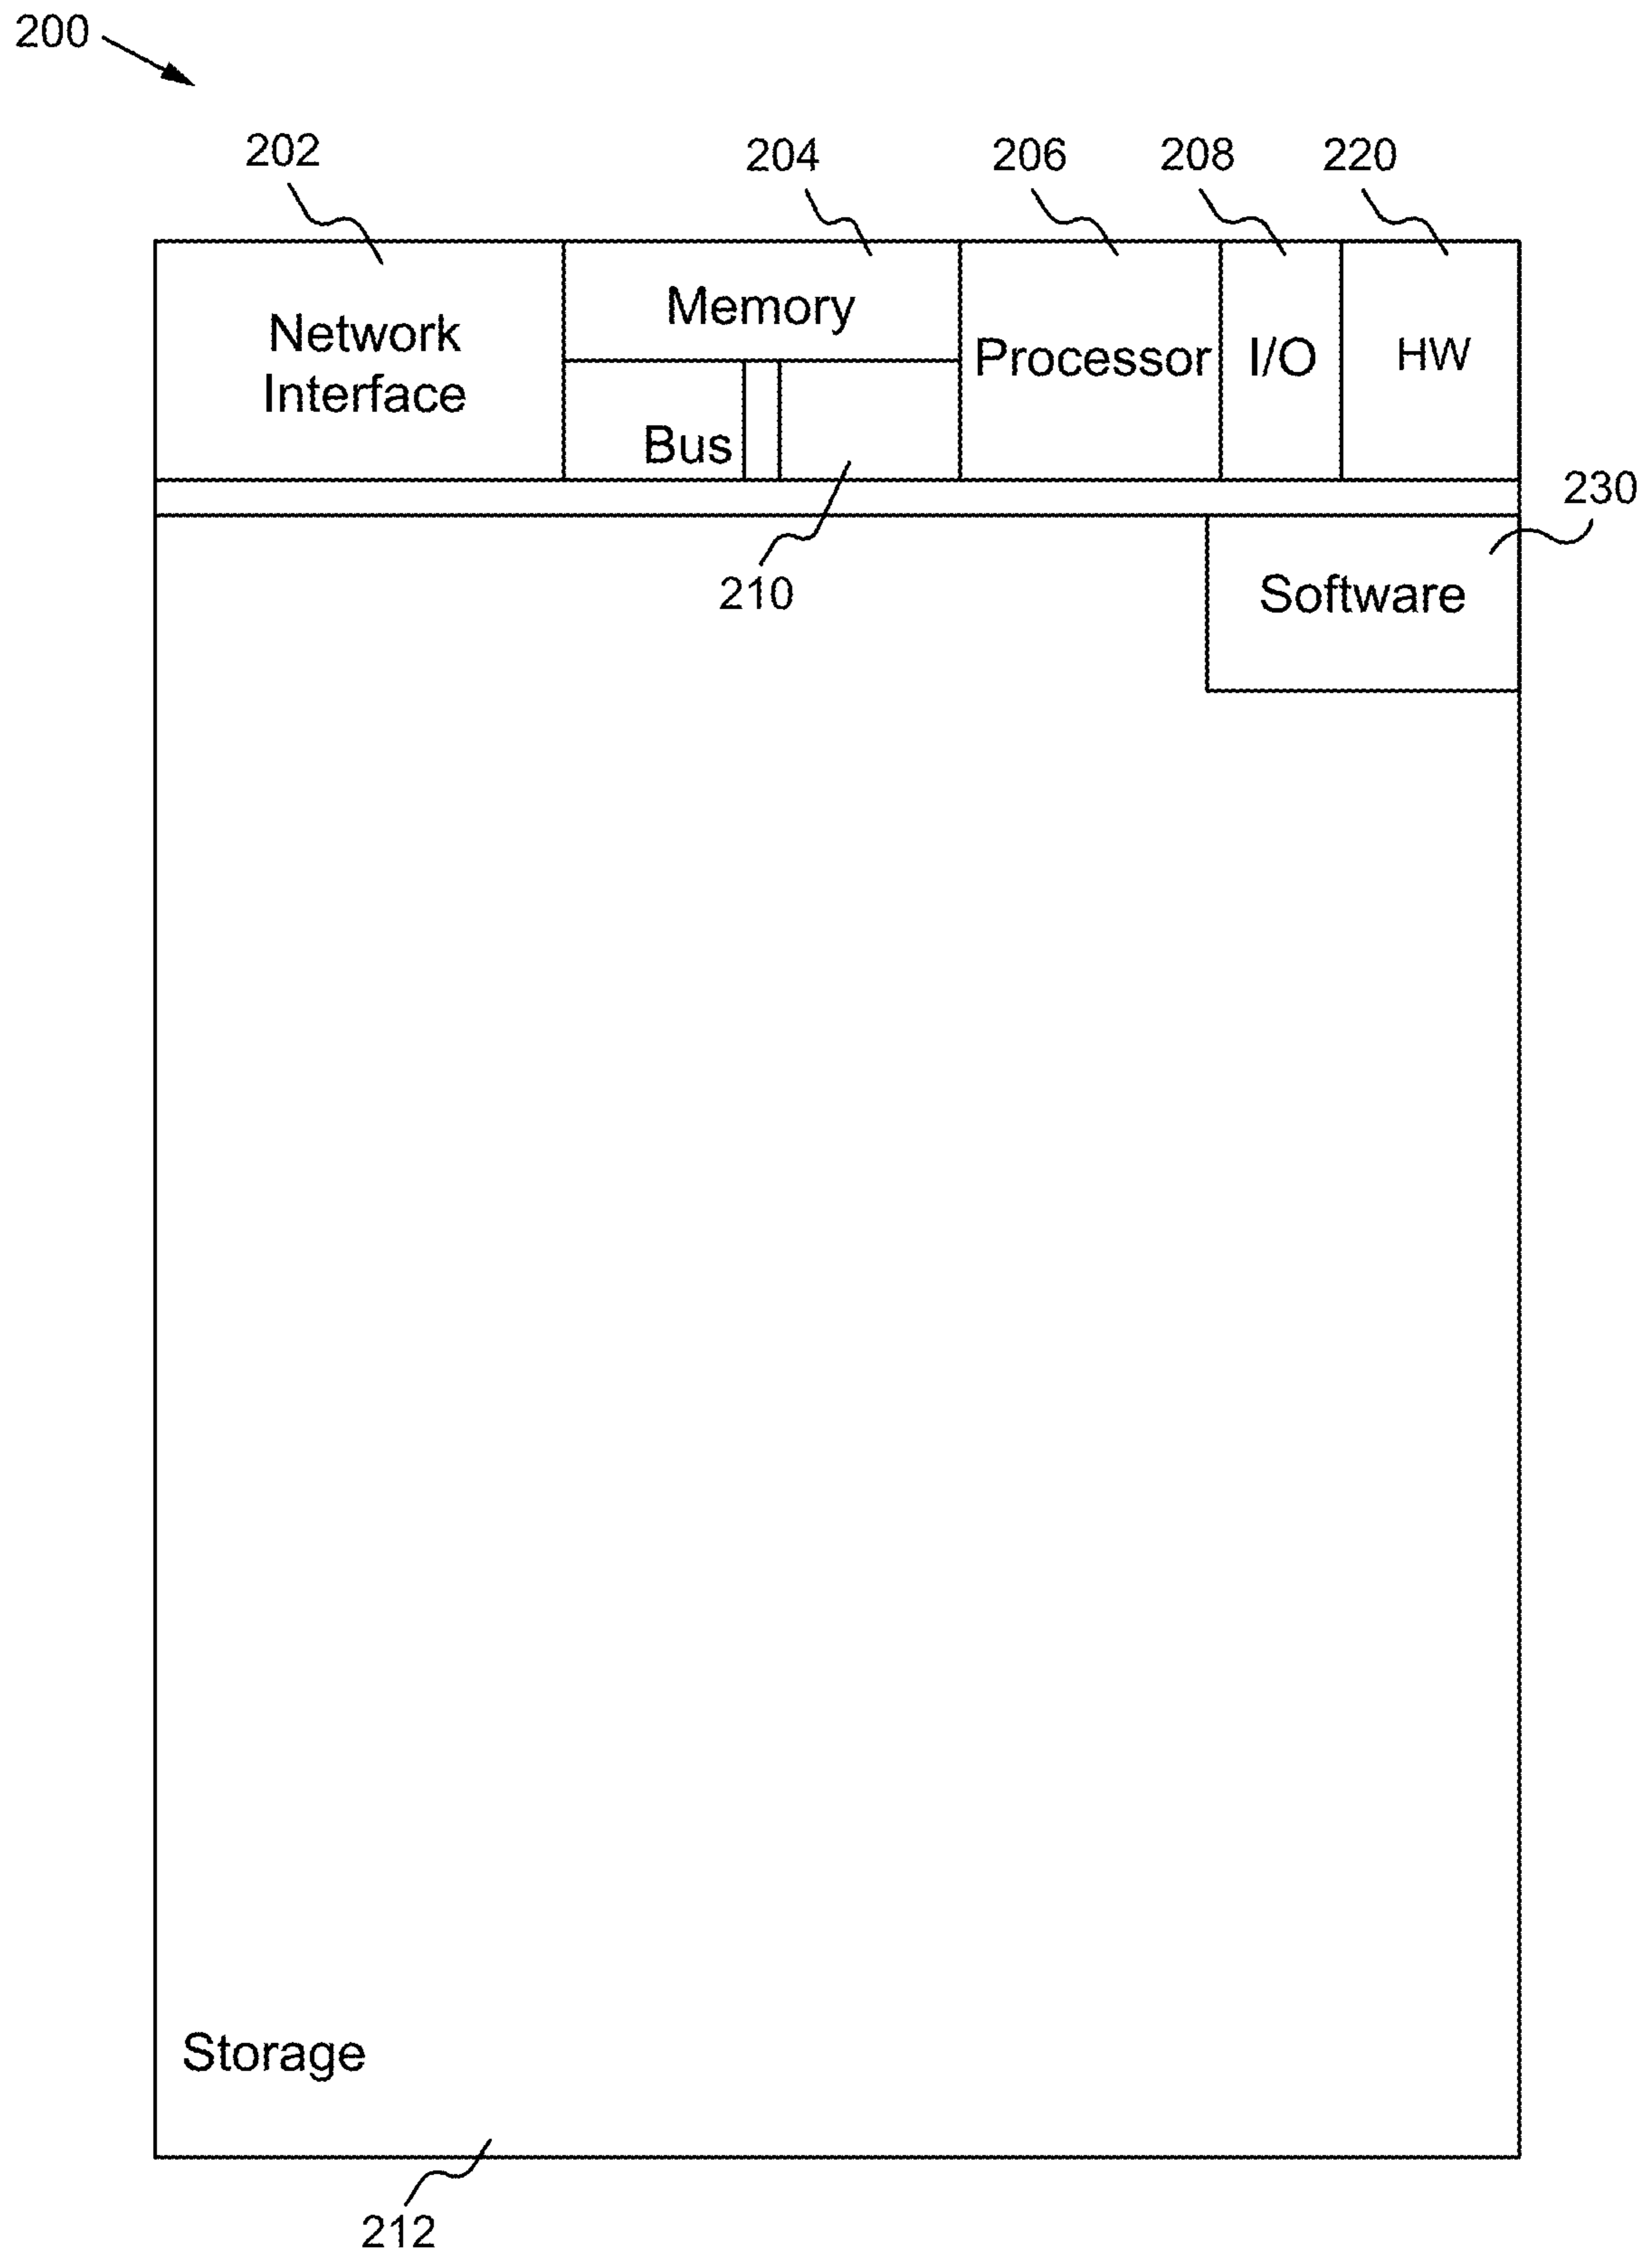 200
202
204
206
208
220
Network
Interface
Memory
Processor
I/O
HW
Bus
230
210
Software
Storage
212